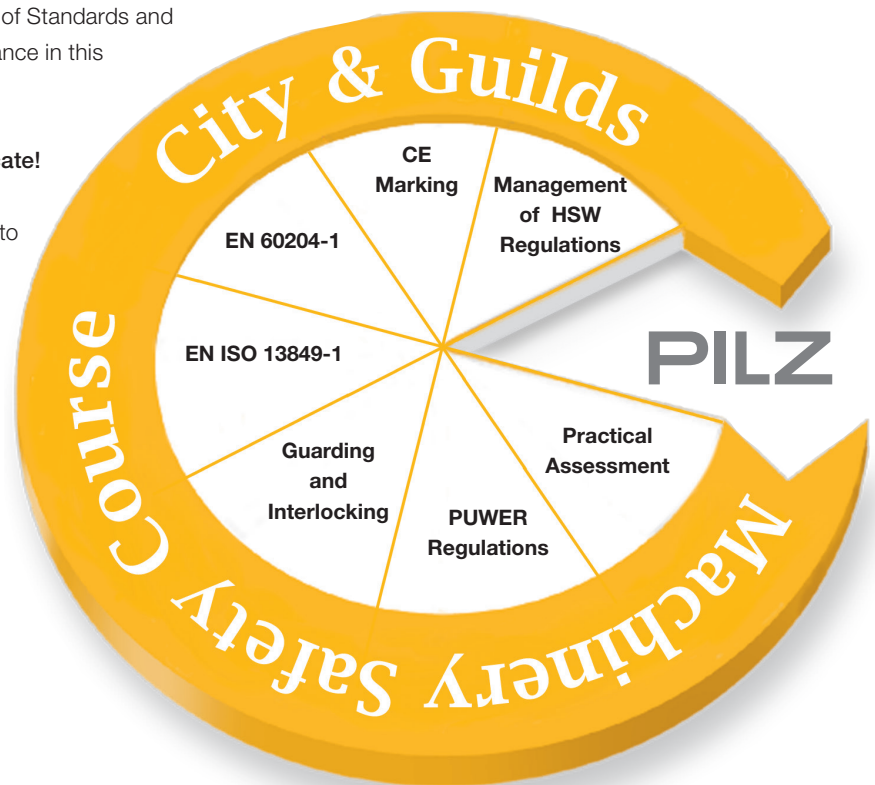 of Standards and
ance in this
ate!
to
City & Guilds
Machinery Safety Course
CE
Marking
Management
of HSW
Regulations
EN 60204-1
EN ISO 13849-1
Guarding
and
Interlocking
PUWER
Regulations
Practical
Assessment
PILZ